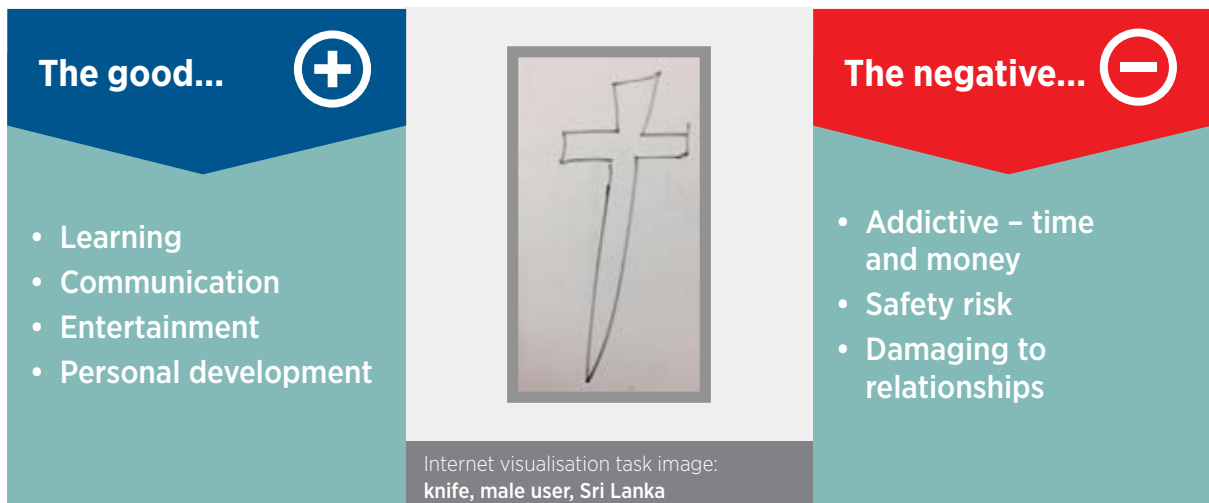 The good...
• Learning
• Communication
• Entertainment
• Personal development
Internet visualisation task image:
knife, male user, Sri Lanka
The negative...
• Addictive – time
and money
• Safety risk
• Damaging to
relationships